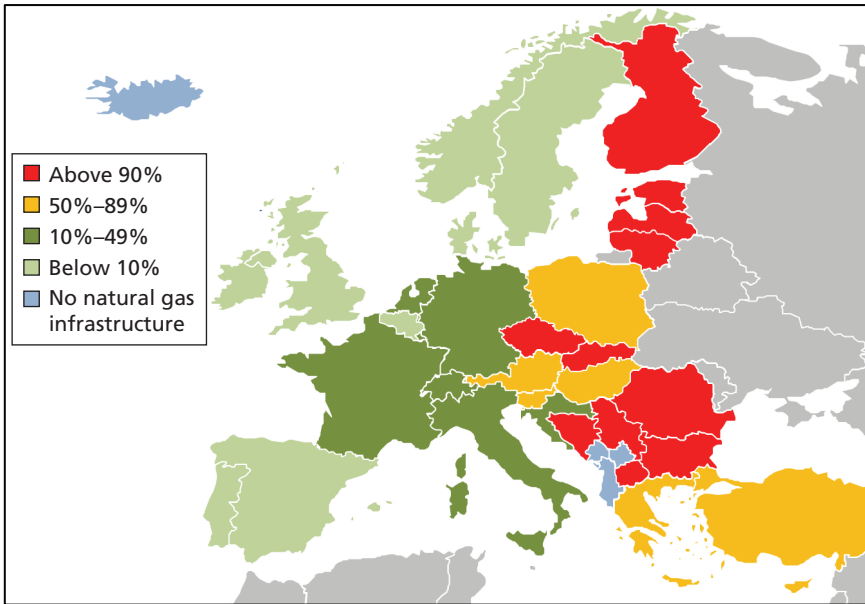 Above 90%
50%–89%
10%–49%
Below 10%
No natural gas
infrastructure